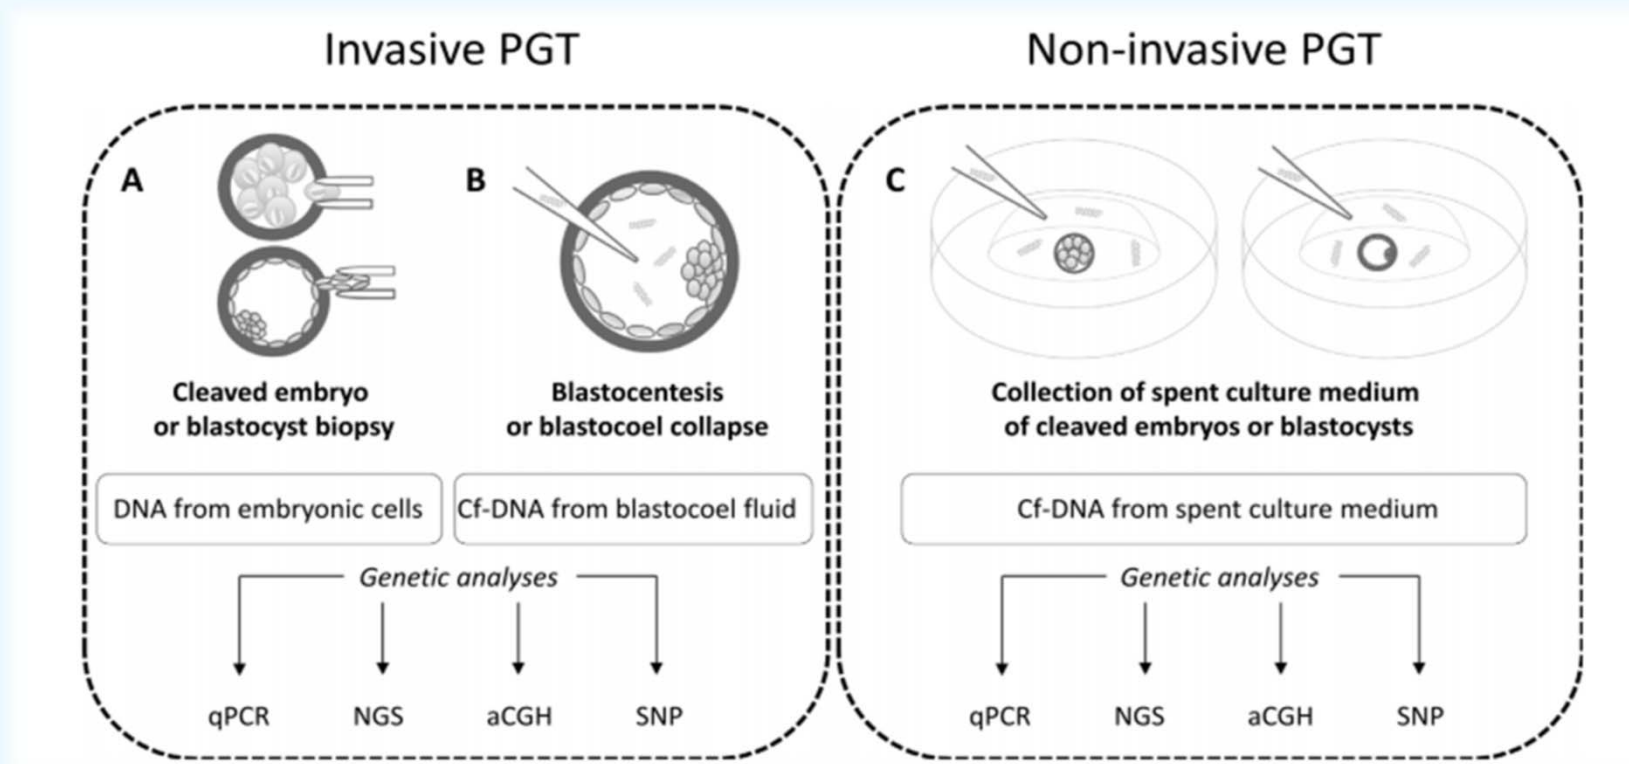 Invasive PGT
Non-invasive PGT
A
B
C
Cleaved embryo
or blastocyst biopsy
Blastocentesis
or blastocoel collapse
Collection of spent culture medium
of cleaved embryos or blastocysts
DNA from embryonic cells
Cf-DNA from blastocoel fluid
Cf-DNA from spent culture medium
Genetic analyses
Genetic analyses
qPCR
NGS
aCGH
SNP
qPCR
NGS
aCGH
SNP